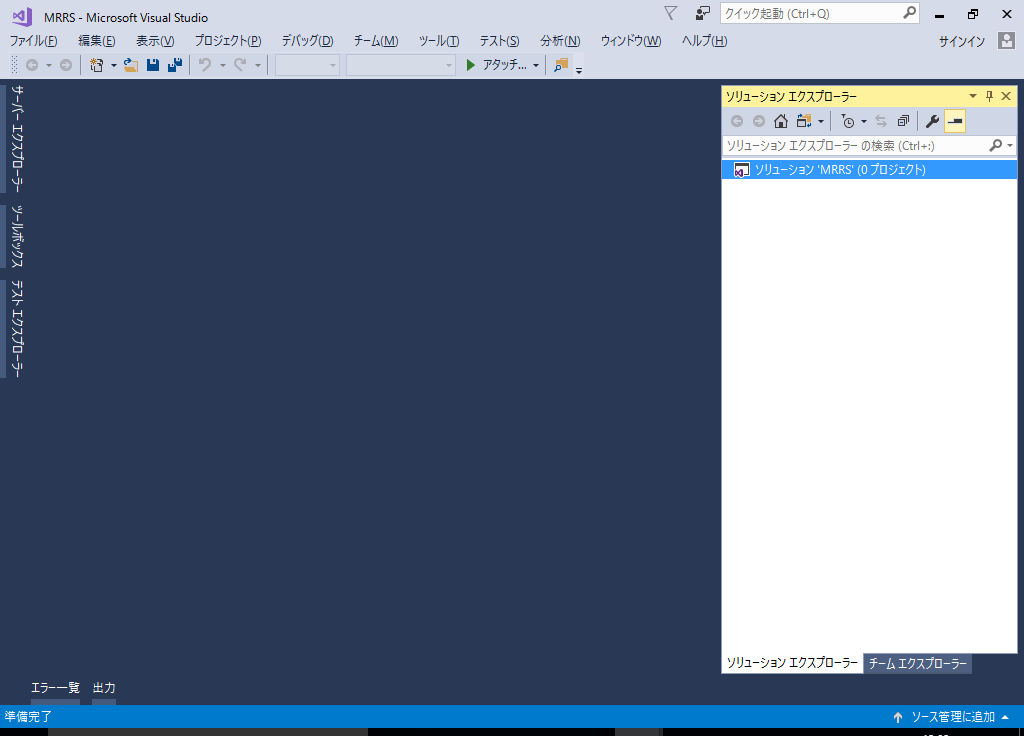 MRRS - Microsoft Visual Studio
クイック起動 (Ctrl+Q)
ファイル(F) 編集(E) 表示(V) プロジェクト(P) デバッグ(D) チーム(M) ツール(T) テスト(S) 分析(N) ウィンドウ(W) ヘルプ(H) サインイン
アタッチ...
サーバー エクスプローラー
ツールボックス
テスト エクスプローラー
ソリューション エクスプローラー
ソリューション エクスプローラー の検索 (Ctrl+:)
ソリューション 'MRRS' (0 プロジェクト)
ソリューション エクスプローラー チーム エクスプローラー
エラー一覧 出力
準備完了 ソース管理に追加